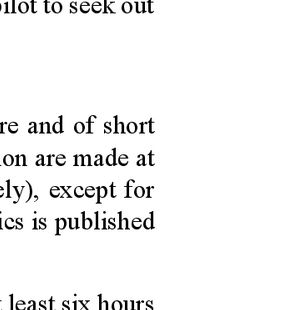 pilot to seek out
re and of short
ion are made at
ely), except for
ics is published
t least six hours